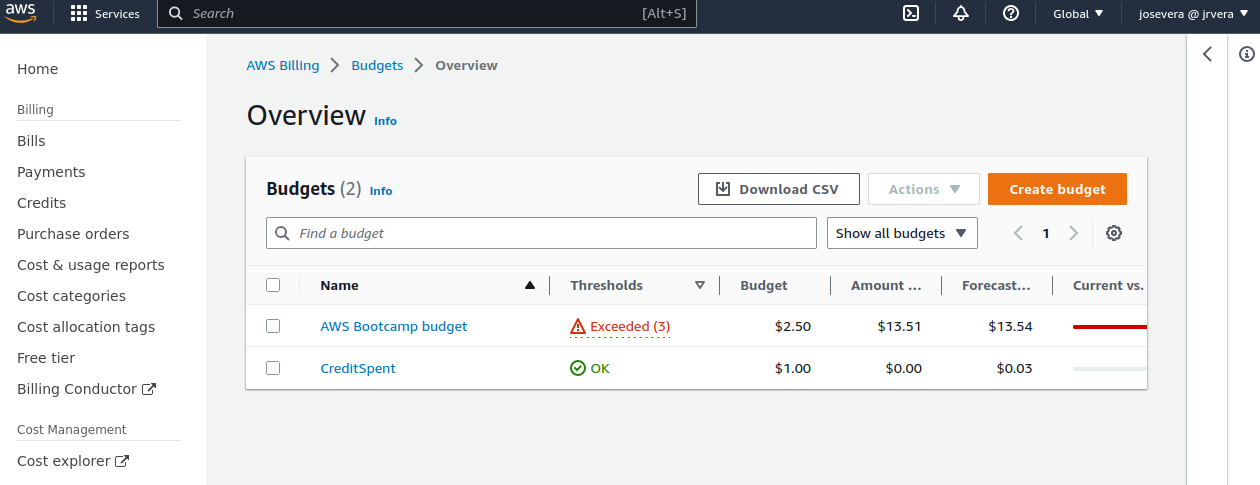 aws
Services
Search
[Alt+S]
Global
josevera @ jrvera
Home
Billing
Bills
Payments
Credits
Purchase orders
Cost & usage reports
Cost categories
Cost allocation tags
Free tier
Billing Conductor
Cost Management
Cost explorer
AWS Billing
Budgets
Overview
Overview Info
Budgets (2) Info
Download CSV
Actions
Create budget
Find a budget
Show all budgets
1
Name Thresholds Budget Amount ... Forecast... Current vs.
AWS Bootcamp budget Exceeded (3) $2.50 $13.51 $13.54
CreditSpent OK $1.00 $0.00 $0.03